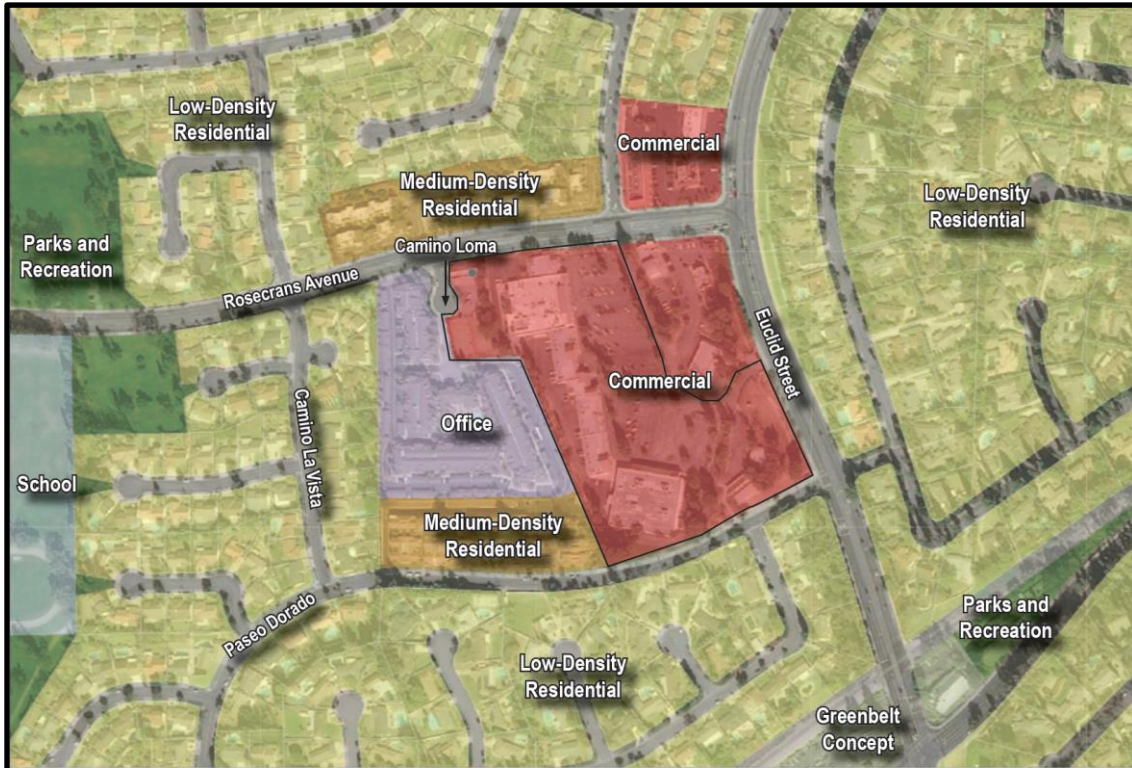 Low-Density
Residential
Commercial
Medium-Density
Residential
Low-Density
Residential
Parks and
Recreation
Camino Loma
Rosecrans Avenue
Euclid Street
Commercial
Camino La Vista
Office
School
Medium-Density
Residential
Paseo Dorado
Parks and
Recreation
Low-Density
Residential
Greenbelt
Concept